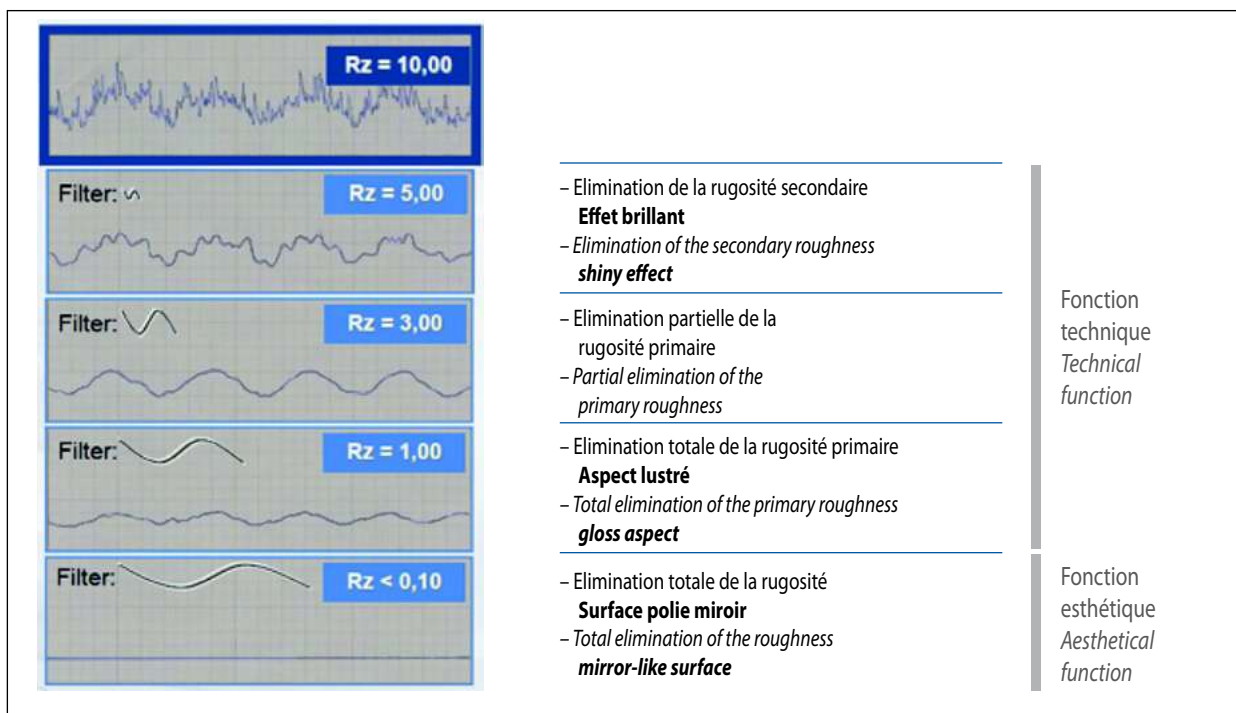 Rz = 10,00
Filter:
Rz = 5,00
– Elimination de la rugosité secondaire
Effet brillant
– Elimination of the secondary roughness
shiny effect
Filter:
Rz = 3,00
– Elimination partielle de la
rugosité primaire
– Partial elimination of the
primary roughness
Filter:
Rz = 1,00
– Elimination totale de la rugosité primaire
Aspect lustré
– Total elimination of the primary roughness
gloss aspect
Fonction
technique
Technical
function
Filter:
Rz < 0,10
– Elimination totale de la rugosité
Surface polie miroir
– Total elimination of the roughness
mirror-like surface
Fonction
esthétique
Aesthetical
function